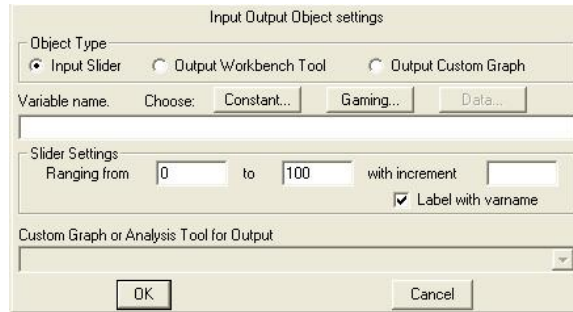 Input Output Object settings
Object Type
Input Slider Output Workbench Tool Output Custom Graph
Variable name. Choose: Constant... Gaming... Data...
Slider Settings
Ranging from 0 to 100 with increment
Label with varname
Custom Graph or Analysis Tool for Output
OK Cancel